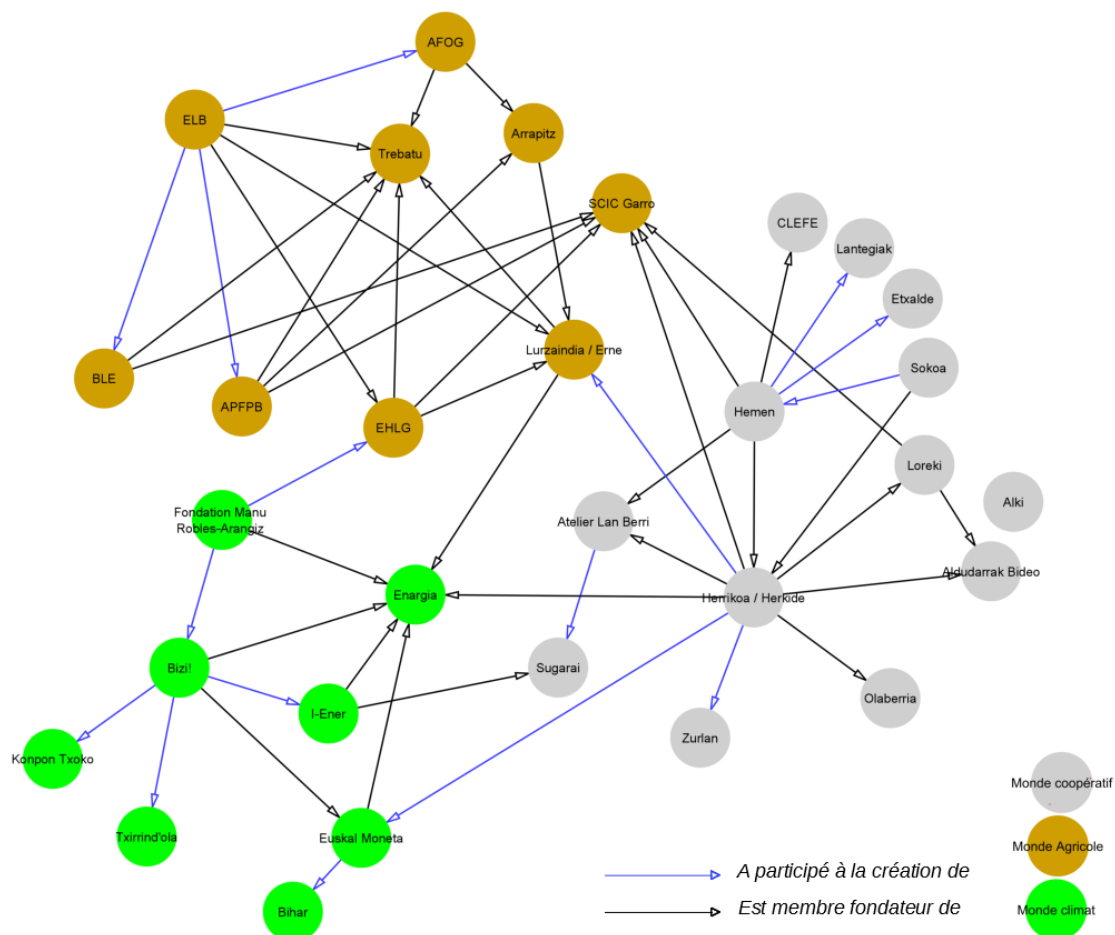 AFOG
ELB
Arrapitz
Trebatu
SCIC Garro
CLEFE
Lantegiak
Etxalde
Lurzaindia / Erne
Sokoa
BLE
APFPB
Hemen
EHLG
Loreki
Alki
Fondation Manu
Robles-Arangiz
Atelier Lan Berri
Aldudarrak Bideo
Enargia
Herrikoa / Herkide
Bizi!
Sugarai
Olaberria
I-Ener
Zurlan
Konpon Txoko
Monde coopératif
Txirrind'ola
Euskal Moneta
Monde Agricole
A participé à la création de
Est membre fondateur de
Bihar
Monde climat